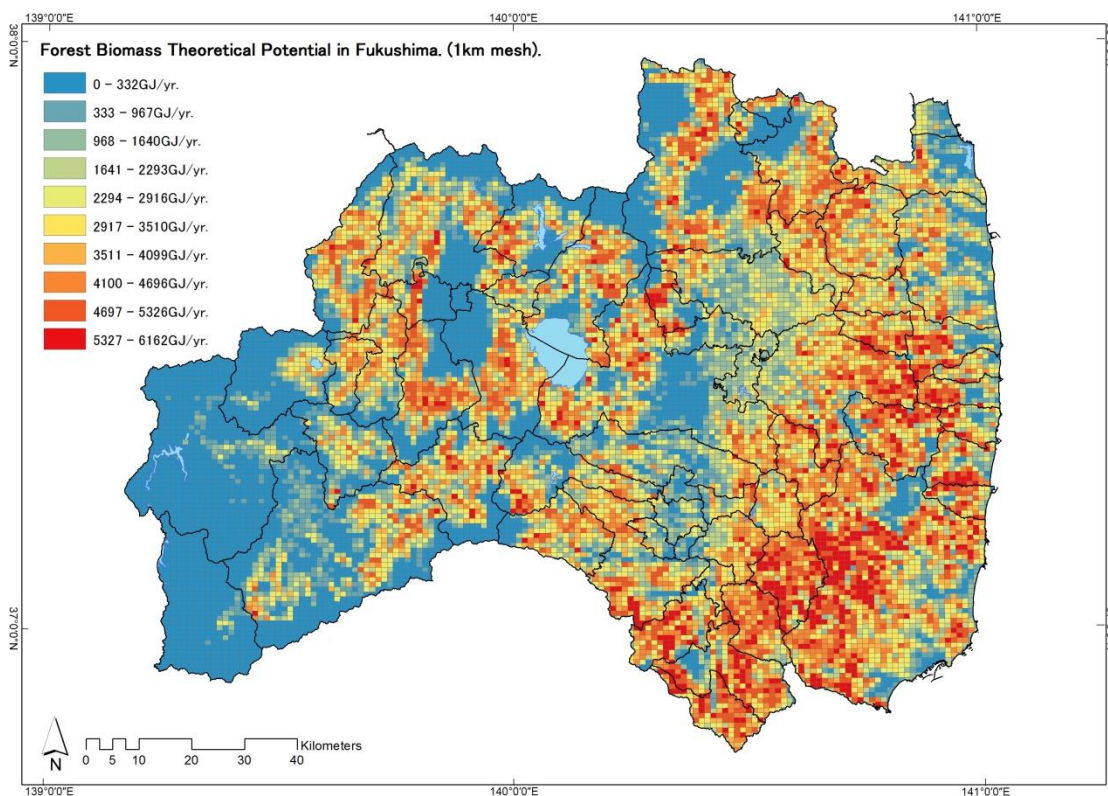 139°0'0"E 140°0'0"E 141°0'0"E
38°0'0"N
Forest Biomass Theoretical Potential in Fukushima. (1km mesh).
0 - 332GJ/yr.
333 - 967GJ/yr.
968 - 1640GJ/yr.
1641 - 2293GJ/yr.
2294 - 2916GJ/yr.
2917 - 3510GJ/yr.
3511 - 4099GJ/yr.
4100 - 4696GJ/yr.
4697 - 5326GJ/yr.
5327 - 6162GJ/yr.
37°0'0"N
N
Kilometers
0 5 10 20 30 40
139°0'0"E 140°0'0"E 141°0'0"E